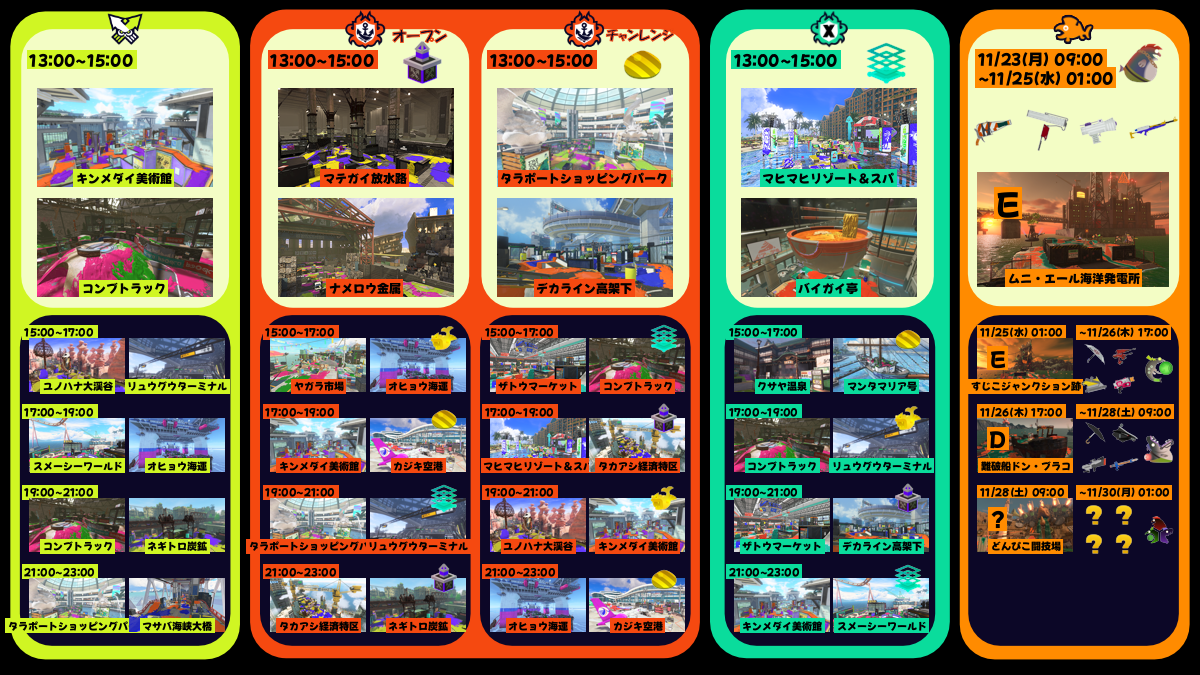 13:00~15:00
キンメダイ美術館
コンブトラック
15:00~17:00
ユノハナ大渓谷
リュウグウターミナル
17:00~19:00
スメーシーワールド
オヒョウ海運
19:00~21:00
コンブトラック
ネギトロ炭鉱
21:00~23:00
タラポートショッピングパ
マサバ海峡大橋
オープン
13:00~15:00
マテガイ放水路
ナメロウ金属
15:00~17:00
ヤガラ市場
オヒョウ海運
17:00~19:00
キンメダイ美術館
カジキ空港
19:00~21:00
タラポートショッピングパ
リュウグウターミナル
21:00~23:00
タカアシ経済特区
ネギトロ炭鉱
チャンレンジ
13:00~15:00
タラポートショッピングパーク
デカライン高架下
15:00~17:00
ザトウマーケット
コンブトラック
17:00~19:00
マヒマヒリゾート&スパ
タカアシ経済特区
19:00~21:00
ユノハナ大渓谷
キンメダイ美術館
21:00~23:00
オヒョウ海運
カジキ空港
X
13:00~15:00
マヒマヒリゾート&スパ
バイガイ亭
15:00~17:00
クサヤ温泉
マンタマリア号
17:00~19:00
コンブトラック
リュウグウターミナル
19:00~21:00
ザトウマーケット
デカライン高架下
21:00~23:00
キンメダイ美術館
スメーシーワールド
11/23(月) 09:00
~11/25(水) 01:00
E
ムニ・エール海洋発電所
11/25(水) 01:00
~11/26(木) 17:00
E
すじこジャンクション跡
11/26(木) 17:00
~11/28(土) 09:00
D
難破船ドン・ブラコ
11/28(土) 09:00
~11/30(月) 01:00
?
どんぴこ闘技場
? ?
? ?